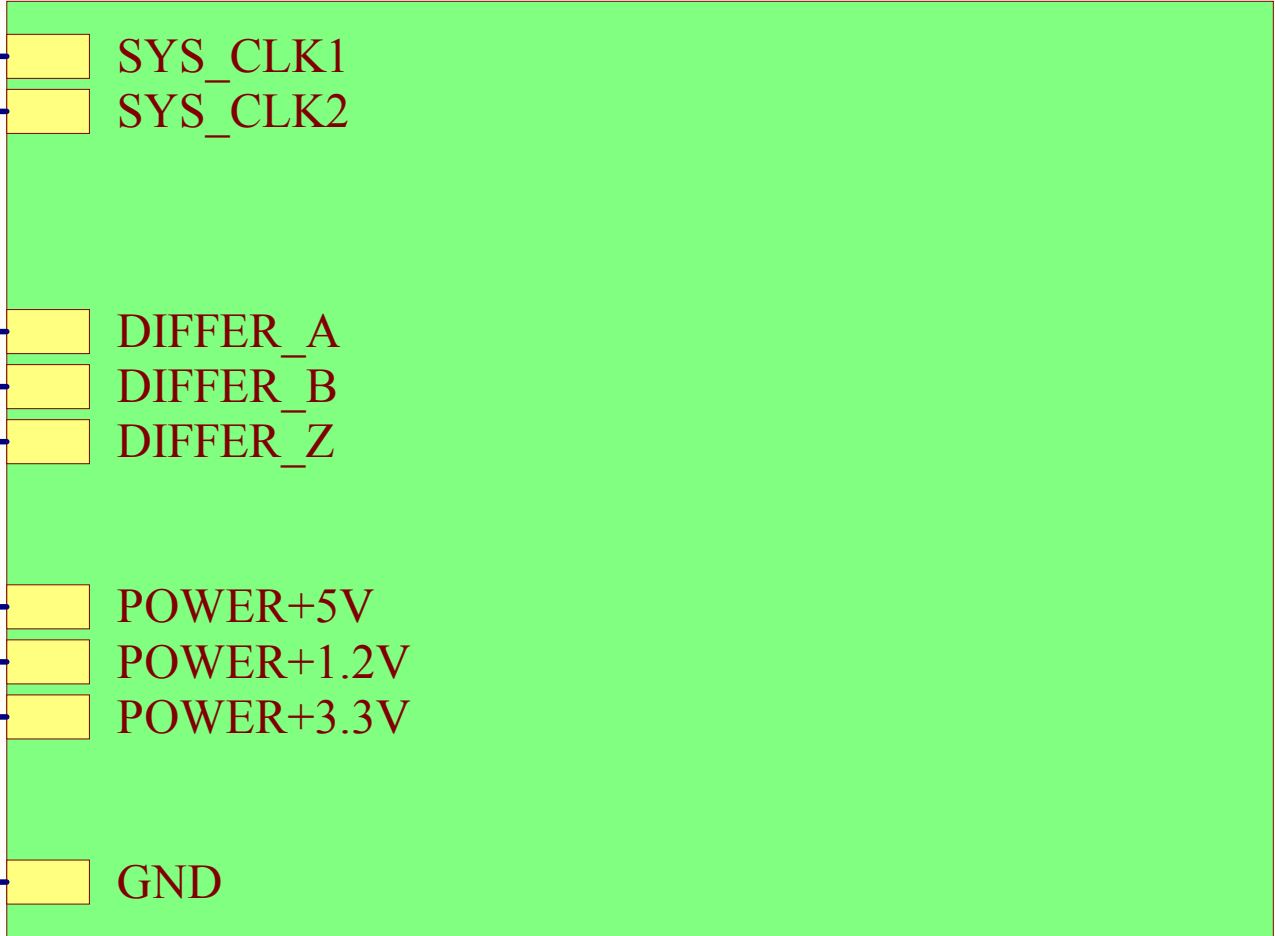 SYS_CLK1
SYS_CLK2
DIFFER_A
DIFFER_B
DIFFER_Z
POWER+5V
POWER+1.2V
POWER+3.3V
GND